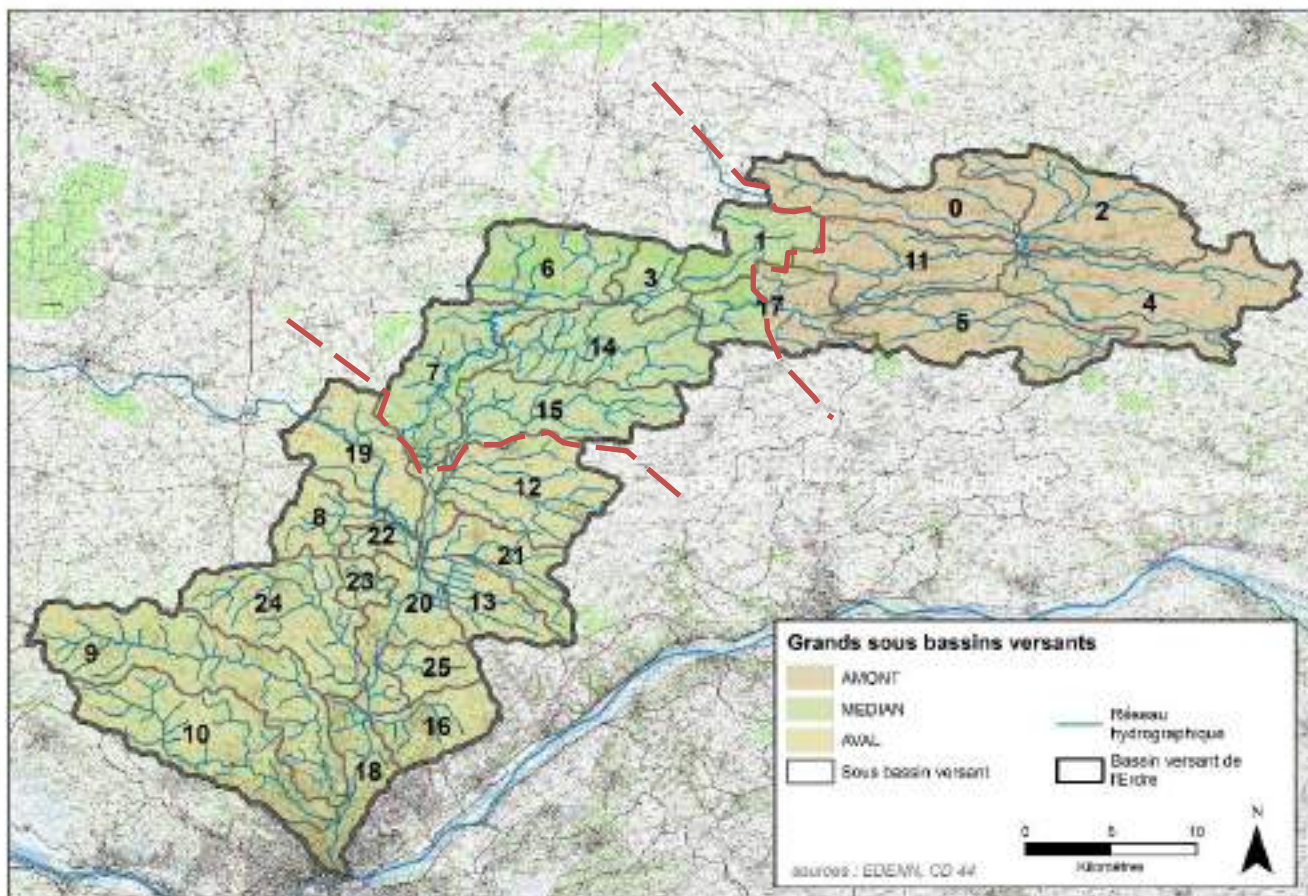 0
2
1
6
3
11
17
4
5
14
7
15
19
12
8
22
21
23
24
20
13
9
25
10
16
18
Grands sous bassins versants
AMONT
MEDIAN
AVAL
Sous bassin versant
Réseau
hydrographique
Bassin versant de
l'Erdre
N
0 5 10
Kilomètres
sources : EDENN, CD 44